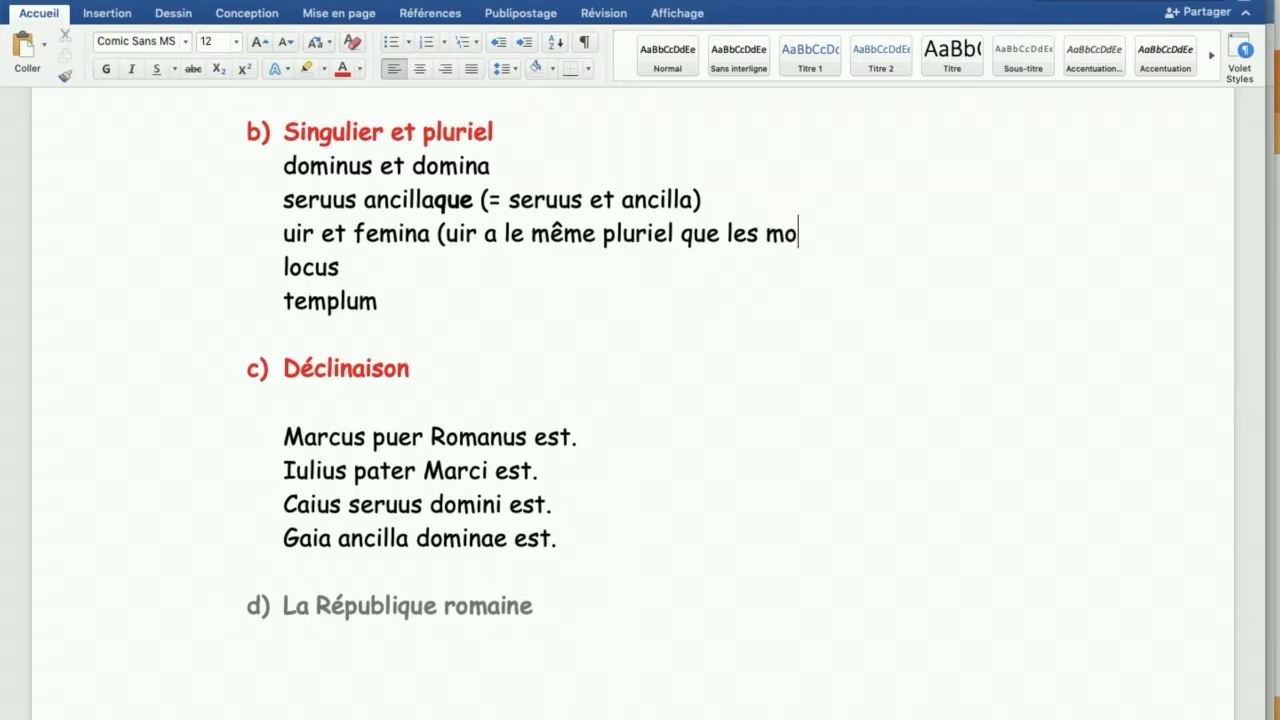 Accueil Insertion Dessin Conception Mise en page Références Publipostage Révision Affichage Partager
Coller Comic Sans MS 12 A A Aa A
G I S abc X₂ X² A A
AaBbCcDdEe AaBbCcDdEe AaBbCcDc AaBbCcDdEe AaBb( AaBbCcDdEe AaBbCcDdEe AaBbCcDdEe
Normal Sans interligne Titre 1 Titre 2 Titre Sous-titre Accentuation... Accentuation Volet Styles
b) Singulier et pluriel
dominus et domina
seruus ancillaque (= seruus et ancilla)
uir et femina (uir a le même pluriel que les mo
locus
templum
c) Déclinaison
Marcus puer Romanus est.
Iulius pater Marci est.
Caius seruus domini est.
Gaia ancilla dominae est.
d) La République romaine